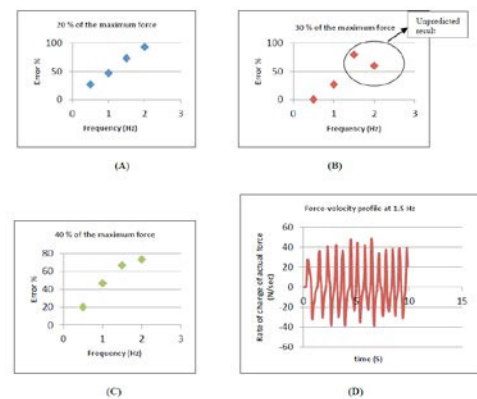 20 % of the maximum force
Error %
100
50
0
0
1
2
3
Frequency (Hz)
(A)
30 % of the maximum force
Unpredicted
result
Error %
100
50
0
0
1
2
3
Frequency (Hz)
(B)
40 % of the maximum force
Error %
80
60
40
20
0
0
1
2
3
Frequency (Hz)
(C)
Force-velocity profile at 1.5 Hz
Rate of change of actual force
(N/sec)
60
40
20
0
-20
-40
-60
0
5
10
15
time (S)
(D)